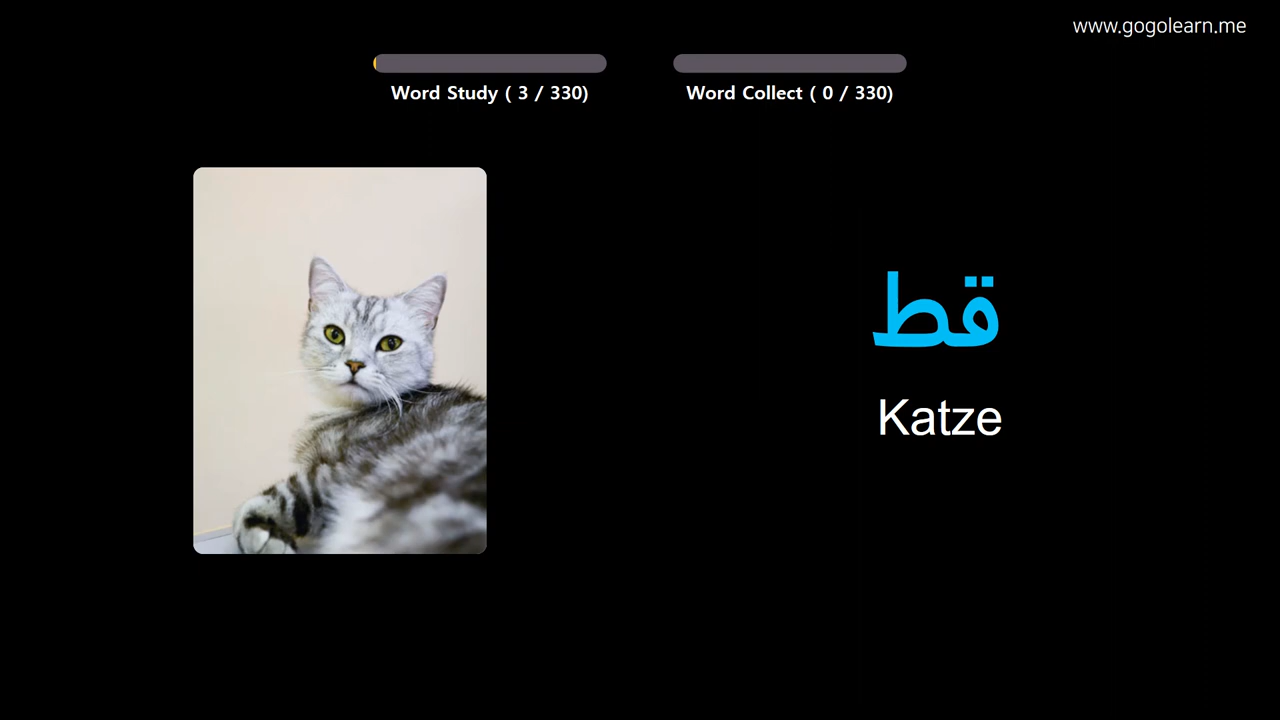 www.gogolearn.me
Word Study ( 3 / 330)
Word Collect ( 0 / 330)
قط
Katze